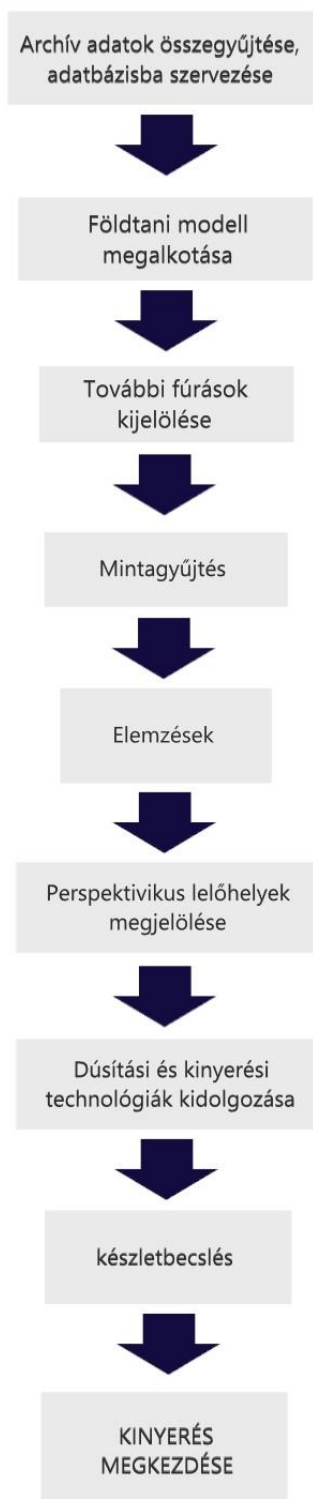 Archív adatok összegyűjtése,
adatbázisba szervezése
Földtani modell
megalkotása
További fúrások
kijelölése
Mintagyűjtés
Elemzések
Perspektivikus lelőhelyek
megjelölése
Dúsítási és kinyerési
technológiák kidolgozása
készletbecslés
KINYERÉS
MEGKEZDÉSE